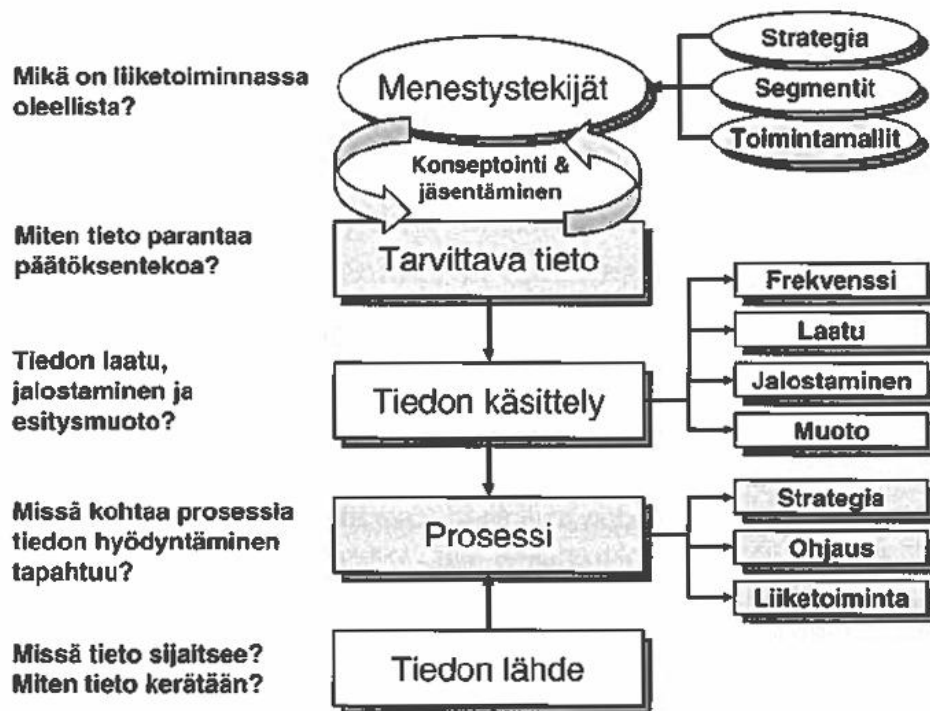 Mikä on liiketoiminnassa
oleellista?
Menestystekijät
Strategia
Segmentit
Toimintamallit
Konseptointi &
jäsentäminen
Miten tieto parantaa
päätöksentekoa?
Tarvittava tieto
Tiedon laatu,
jalostaminen ja
esitysmuoto?
Tiedon käsittely
Frekvenssi
Laatu
Jalostaminen
Muoto
Missä kohtaa prosessia
tiedon hyödyntäminen
tapahtuu?
Prosessi
Strategia
Ohjaus
Liiketoiminta
Missä tieto sijaitsee?
Miten tieto kerätään?
Tiedon lähde